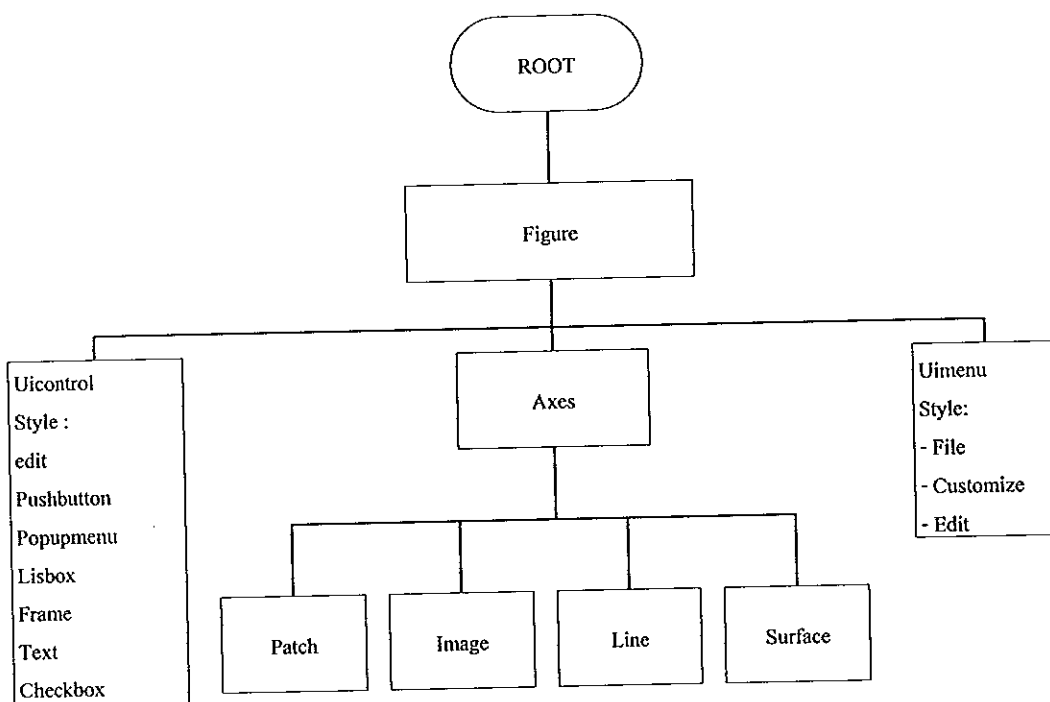 ROOT
Figure
Uicontrol
Style :
edit
Pushbutton
Popupmenu
Lisbox
Frame
Text
Checkbox
Axes
Uimenu
Style:
- File
- Customize
- Edit
Patch
Image
Line
Surface